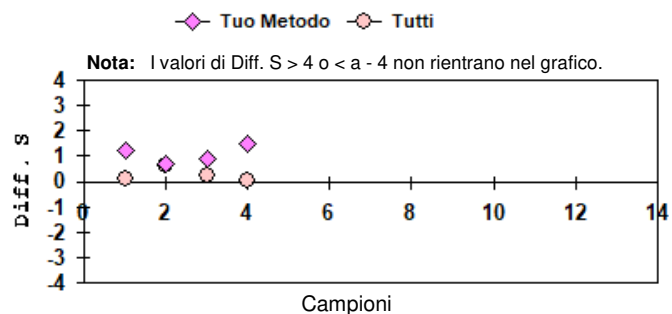 Tuo Metodo Tutti
Nota: I valori di Diff. S > 4 o < a - 4 non rientrano nel grafico.
4
3
2
1
0
-1
-2
-3
-4
Diff. S
0 2 4 6 8 10 12 14
Campioni